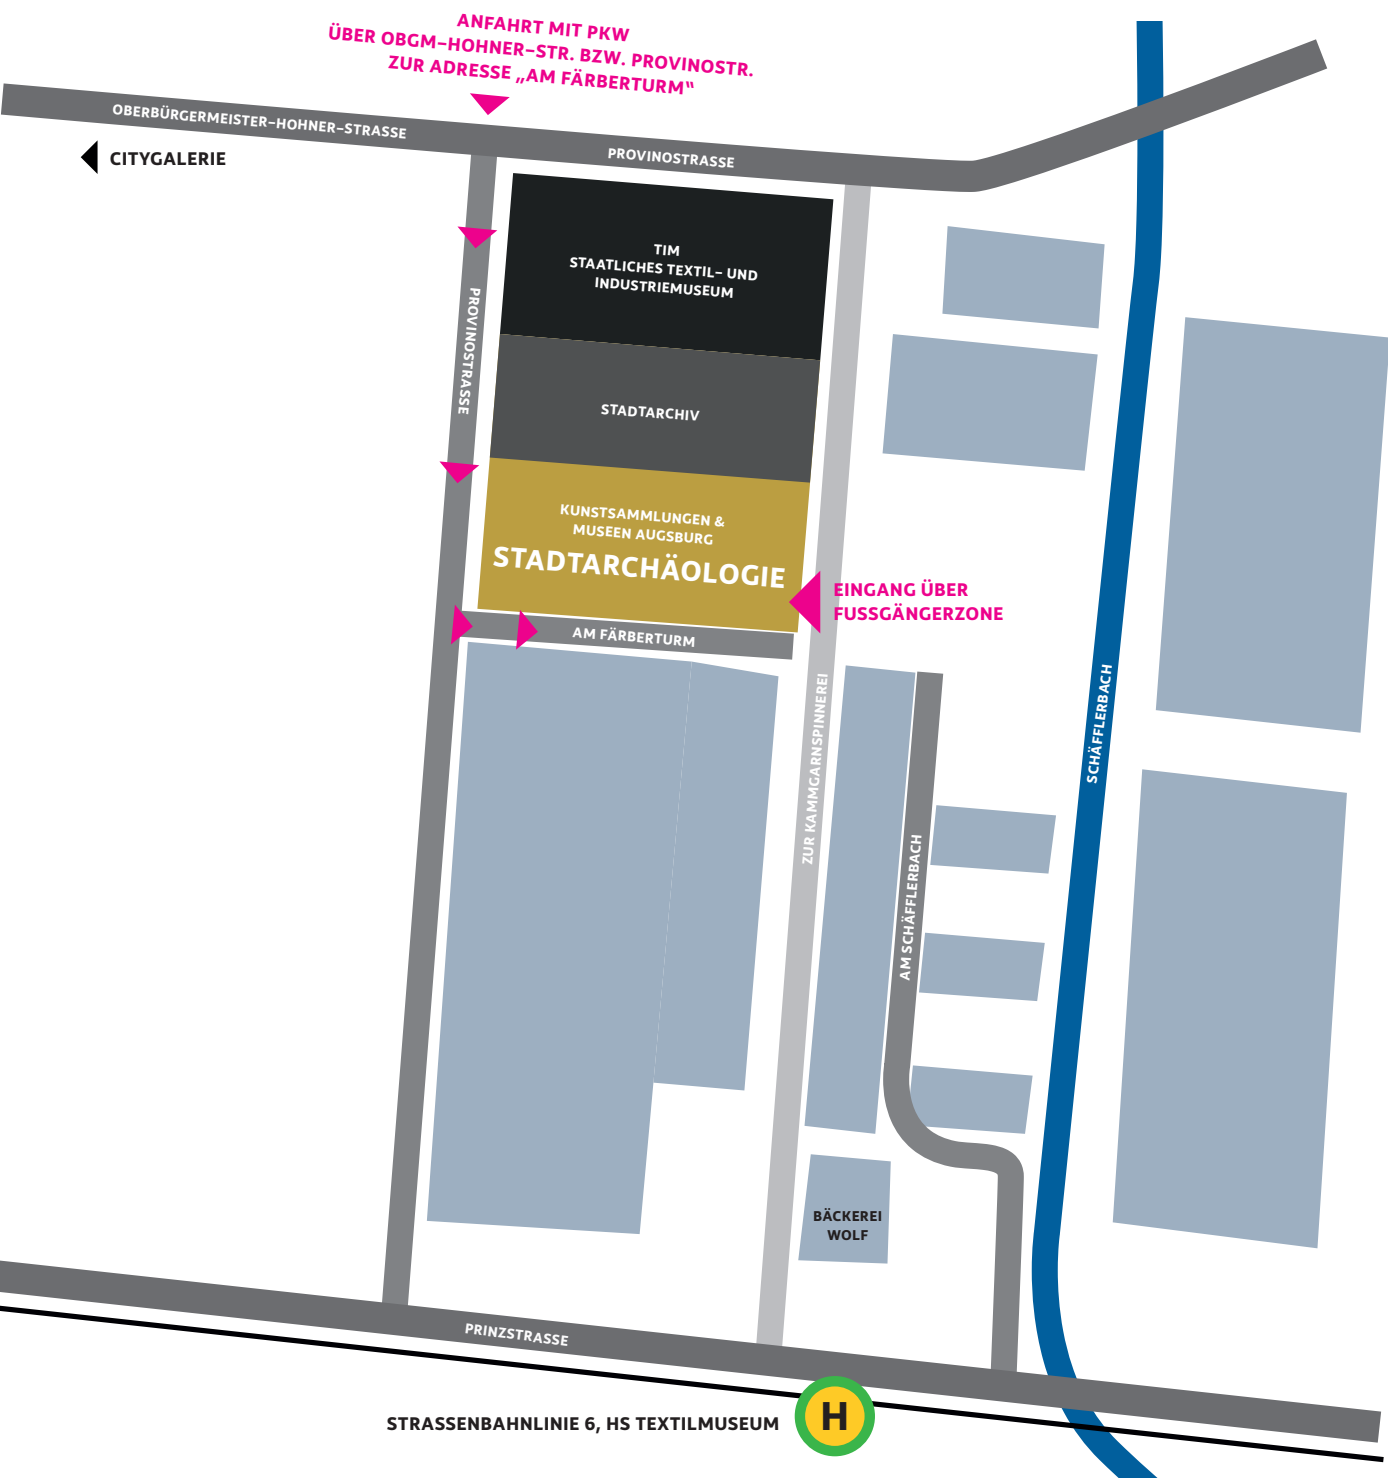 ANFAHRT MIT PKW
ÜBER OBGM-HOHNER-STR. BZW. PROVINOSTR.
ZUR ADRESSE „AM FÄRBERTURM“
OBERBÜRGERMEISTER-HOHNER-STRASSE
PROVINOSTRASSE
CITYGALERIE
TIM
STAATLICHES TEXTIL- UND
INDUSTRIEMUSEUM
PROVINOSTRASSE
STADTARCHIV
KUNSTSAMMLUNGEN &
MUSEEN AUGSBURG
STADTARCHÄOLOGIE
EINGANG ÜBER
FUSSGÄNGERZONE
AM FÄRBERTURM
ZUR KAMMGARNSPINNEREI
SCHÄFFLERBACH
AM SCHÄFFLERBACH
BÄCKEREI
WOLF
PRINZSTRASSE
STRASSENBAHNLINIE 6, HS TEXTILMUSEUM
H